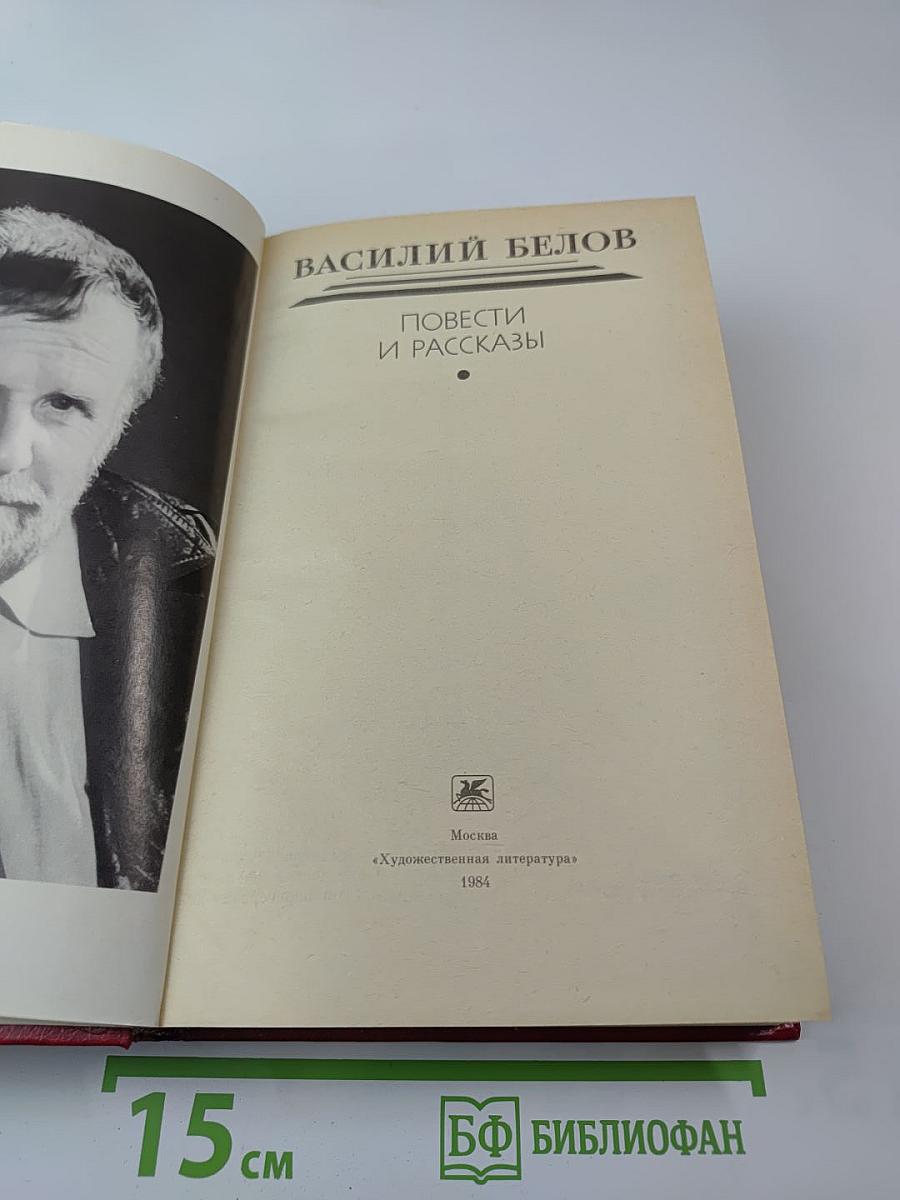 ВАСИЛИЙ БЕЛОВ
ПОВЕСТИ
И РАССКАЗЫ
Москва
«Художественная литература»
1984
15 см
БФ БИБЛИОФАН